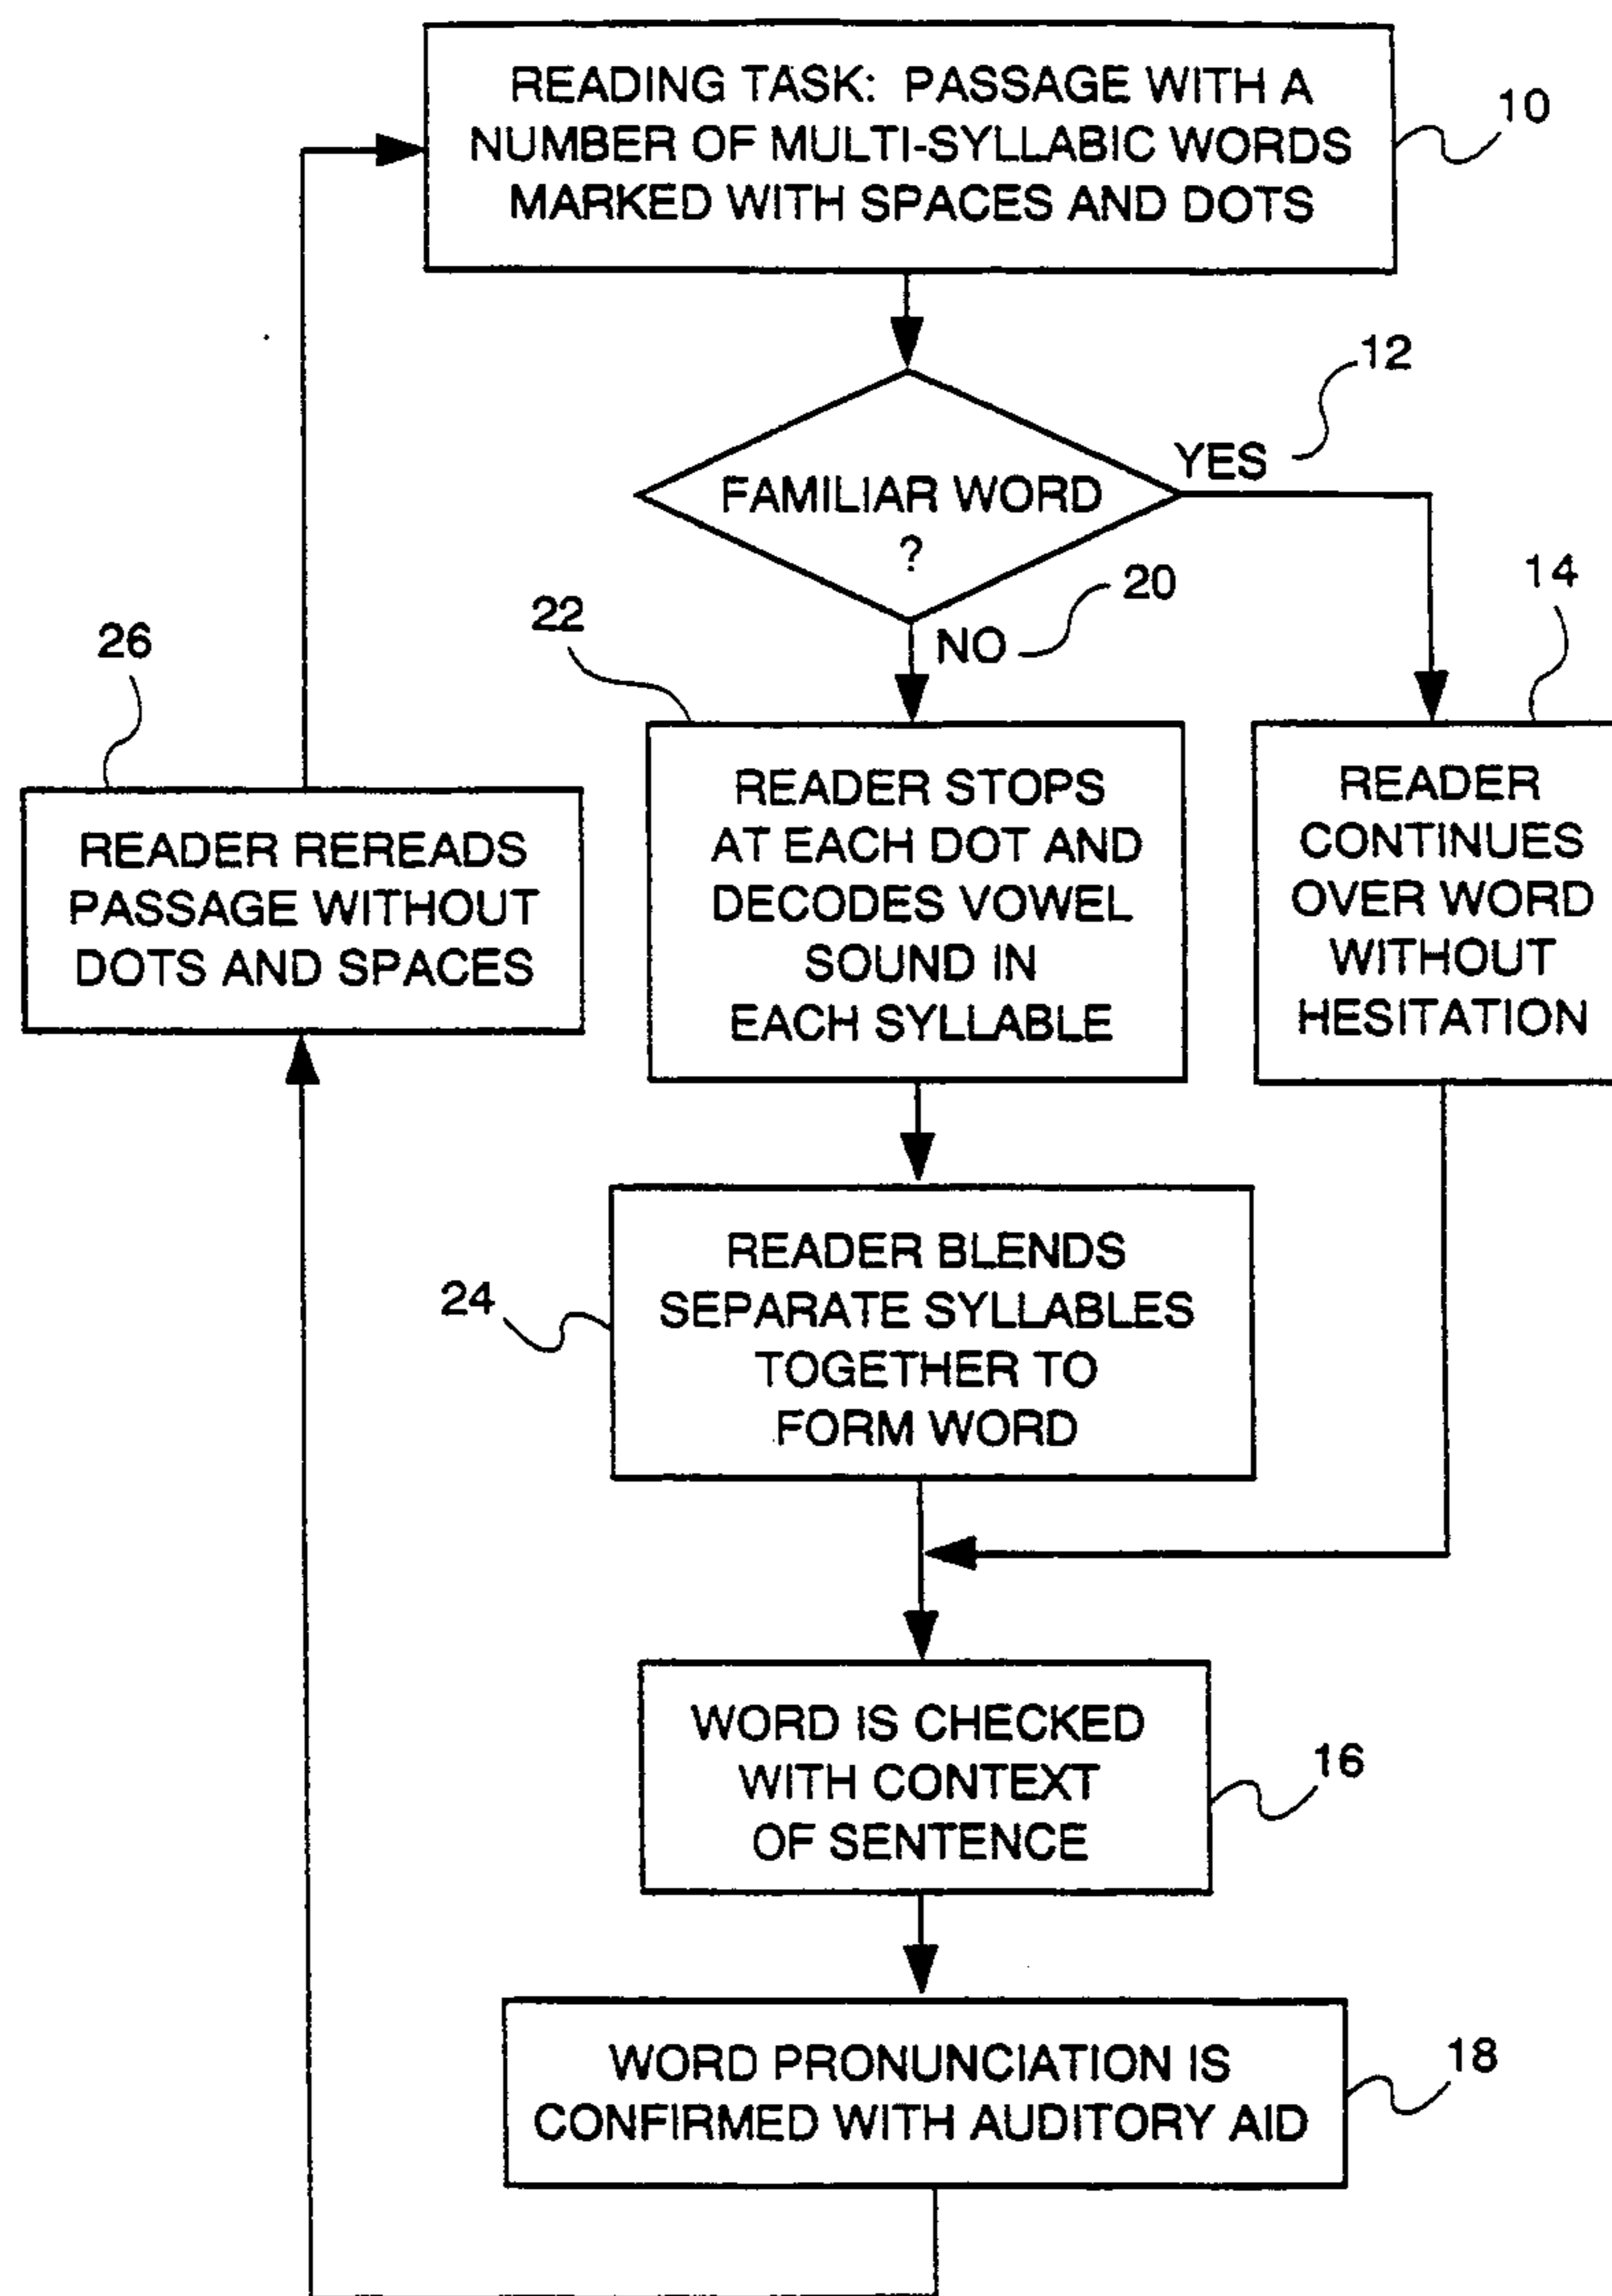 READING TASK: PASSAGE WITH A
NUMBER OF MULTI-SYLLABIC WORDS
MARKED WITH SPACES AND DOTS
10
12
YES
FAMILIAR WORD
?
20
NO
22
14
26
READER STOPS
AT EACH DOT AND
DECODES VOWEL
SOUND IN
EACH SYLLABLE
READER
CONTINUES
OVER WORD
WITHOUT
HESITATION
READER REREADS
PASSAGE WITHOUT
DOTS AND SPACES
READER BLENDS
SEPARATE SYLLABLES
TOGETHER TO
FORM WORD
24
WORD IS CHECKED
WITH CONTEXT
OF SENTENCE
16
WORD PRONUNCIATION IS
CONFIRMED WITH AUDITORY AID
18